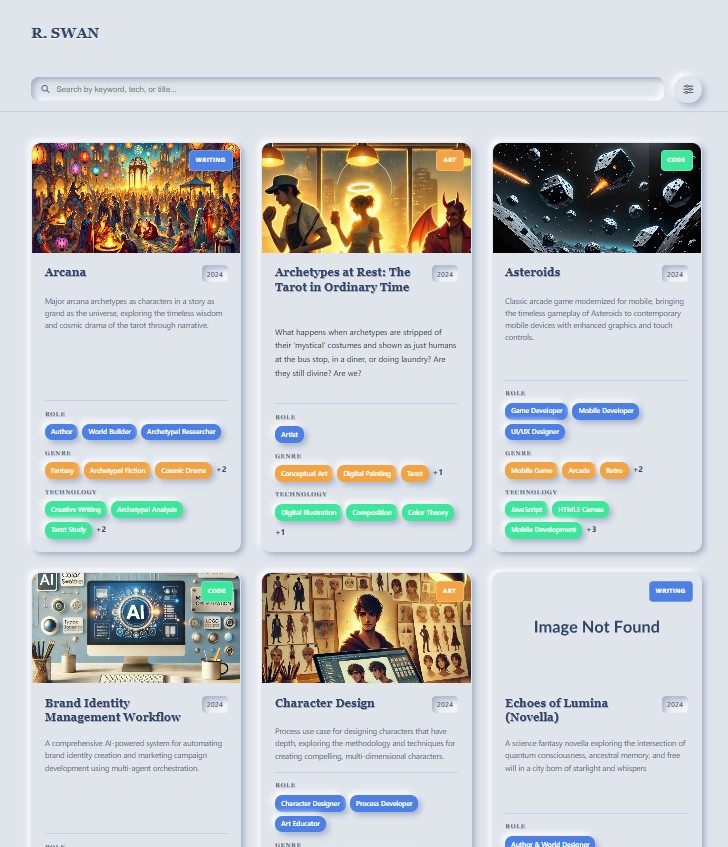 R. SWAN
Search by keyword, tech, or title...
WRITING
Arcana
2024
Major arcana archetypes as characters in a story as
grand as the universe, exploring the timeless wisdom
and cosmic drama of the tarot through narrative.
ROLE
Author World Builder Archetypal Researcher
GENRE
Fantasy Archetypal Fiction Cosmic Drama +2
TECHNOLOGY
Creative Writing Archetypal Analysis
Tarot Study +2
ART
Archetypes at Rest: The
Tarot in Ordinary Time
2024
What happens when archetypes are stripped of
their 'mystical' costumes and shown as just humans
at the bus stop, in a diner, or doing laundry? Are
they still divine? Are we?
ROLE
Artist
GENRE
Conceptual Art Digital Painting Tarot +1
TECHNOLOGY
Digital Illustration Composition Color Theory
+1
CODE
Asteroids
2024
Classic arcade game modernized for mobile, bringing
the timeless gameplay of Asteroids to contemporary
mobile devices with enhanced graphics and touch
controls.
ROLE
Game Developer Mobile Developer
UI/UX Designer
GENRE
Mobile Game Arcade Retro +2
TECHNOLOGY
JavaScript HTML5 Canvas
Mobile Development +3
AI
Color
AI
CODE
Brand Identity
Management Workflow
2024
A comprehensive AI-powered system for automating
brand identity creation and marketing campaign
development using multi-agent orchestration.
ART
Character Design
2024
Process use case for designing characters that have
depth, exploring the methodology and techniques for
creating compelling, multi-dimensional characters.
ROLE
Character Designer Process Developer
Art Educator
GENRE
WRITING
Image Not Found
Echoes of Lumina
(Novella)
2024
A science fantasy novella exploring the intersection of
quantum consciousness, ancestral memory, and free
will in a city born of starlight and whispers
ROLE
Author & World Designer